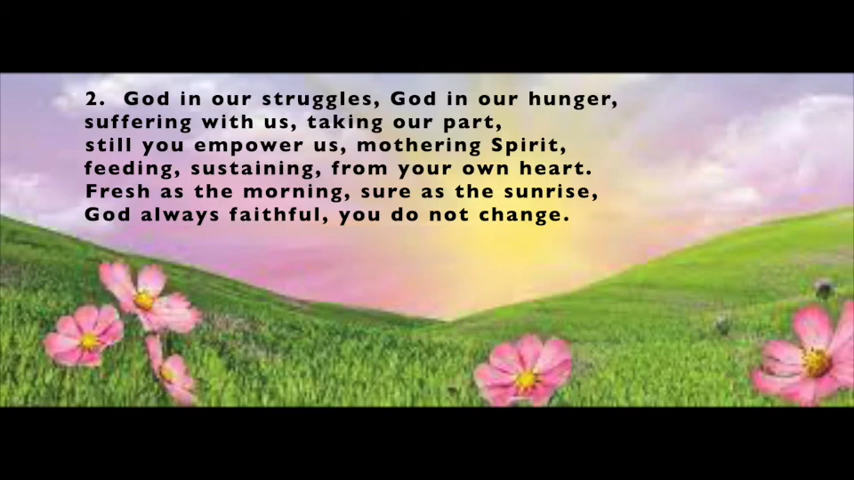 2. God in our struggles, God in our hunger,
suffering with us, taking our part,
still you empower us, mothering Spirit,
feeding, sustaining, from your own heart.
Fresh as the morning, sure as the sunrise,
God always faithful, you do not change.